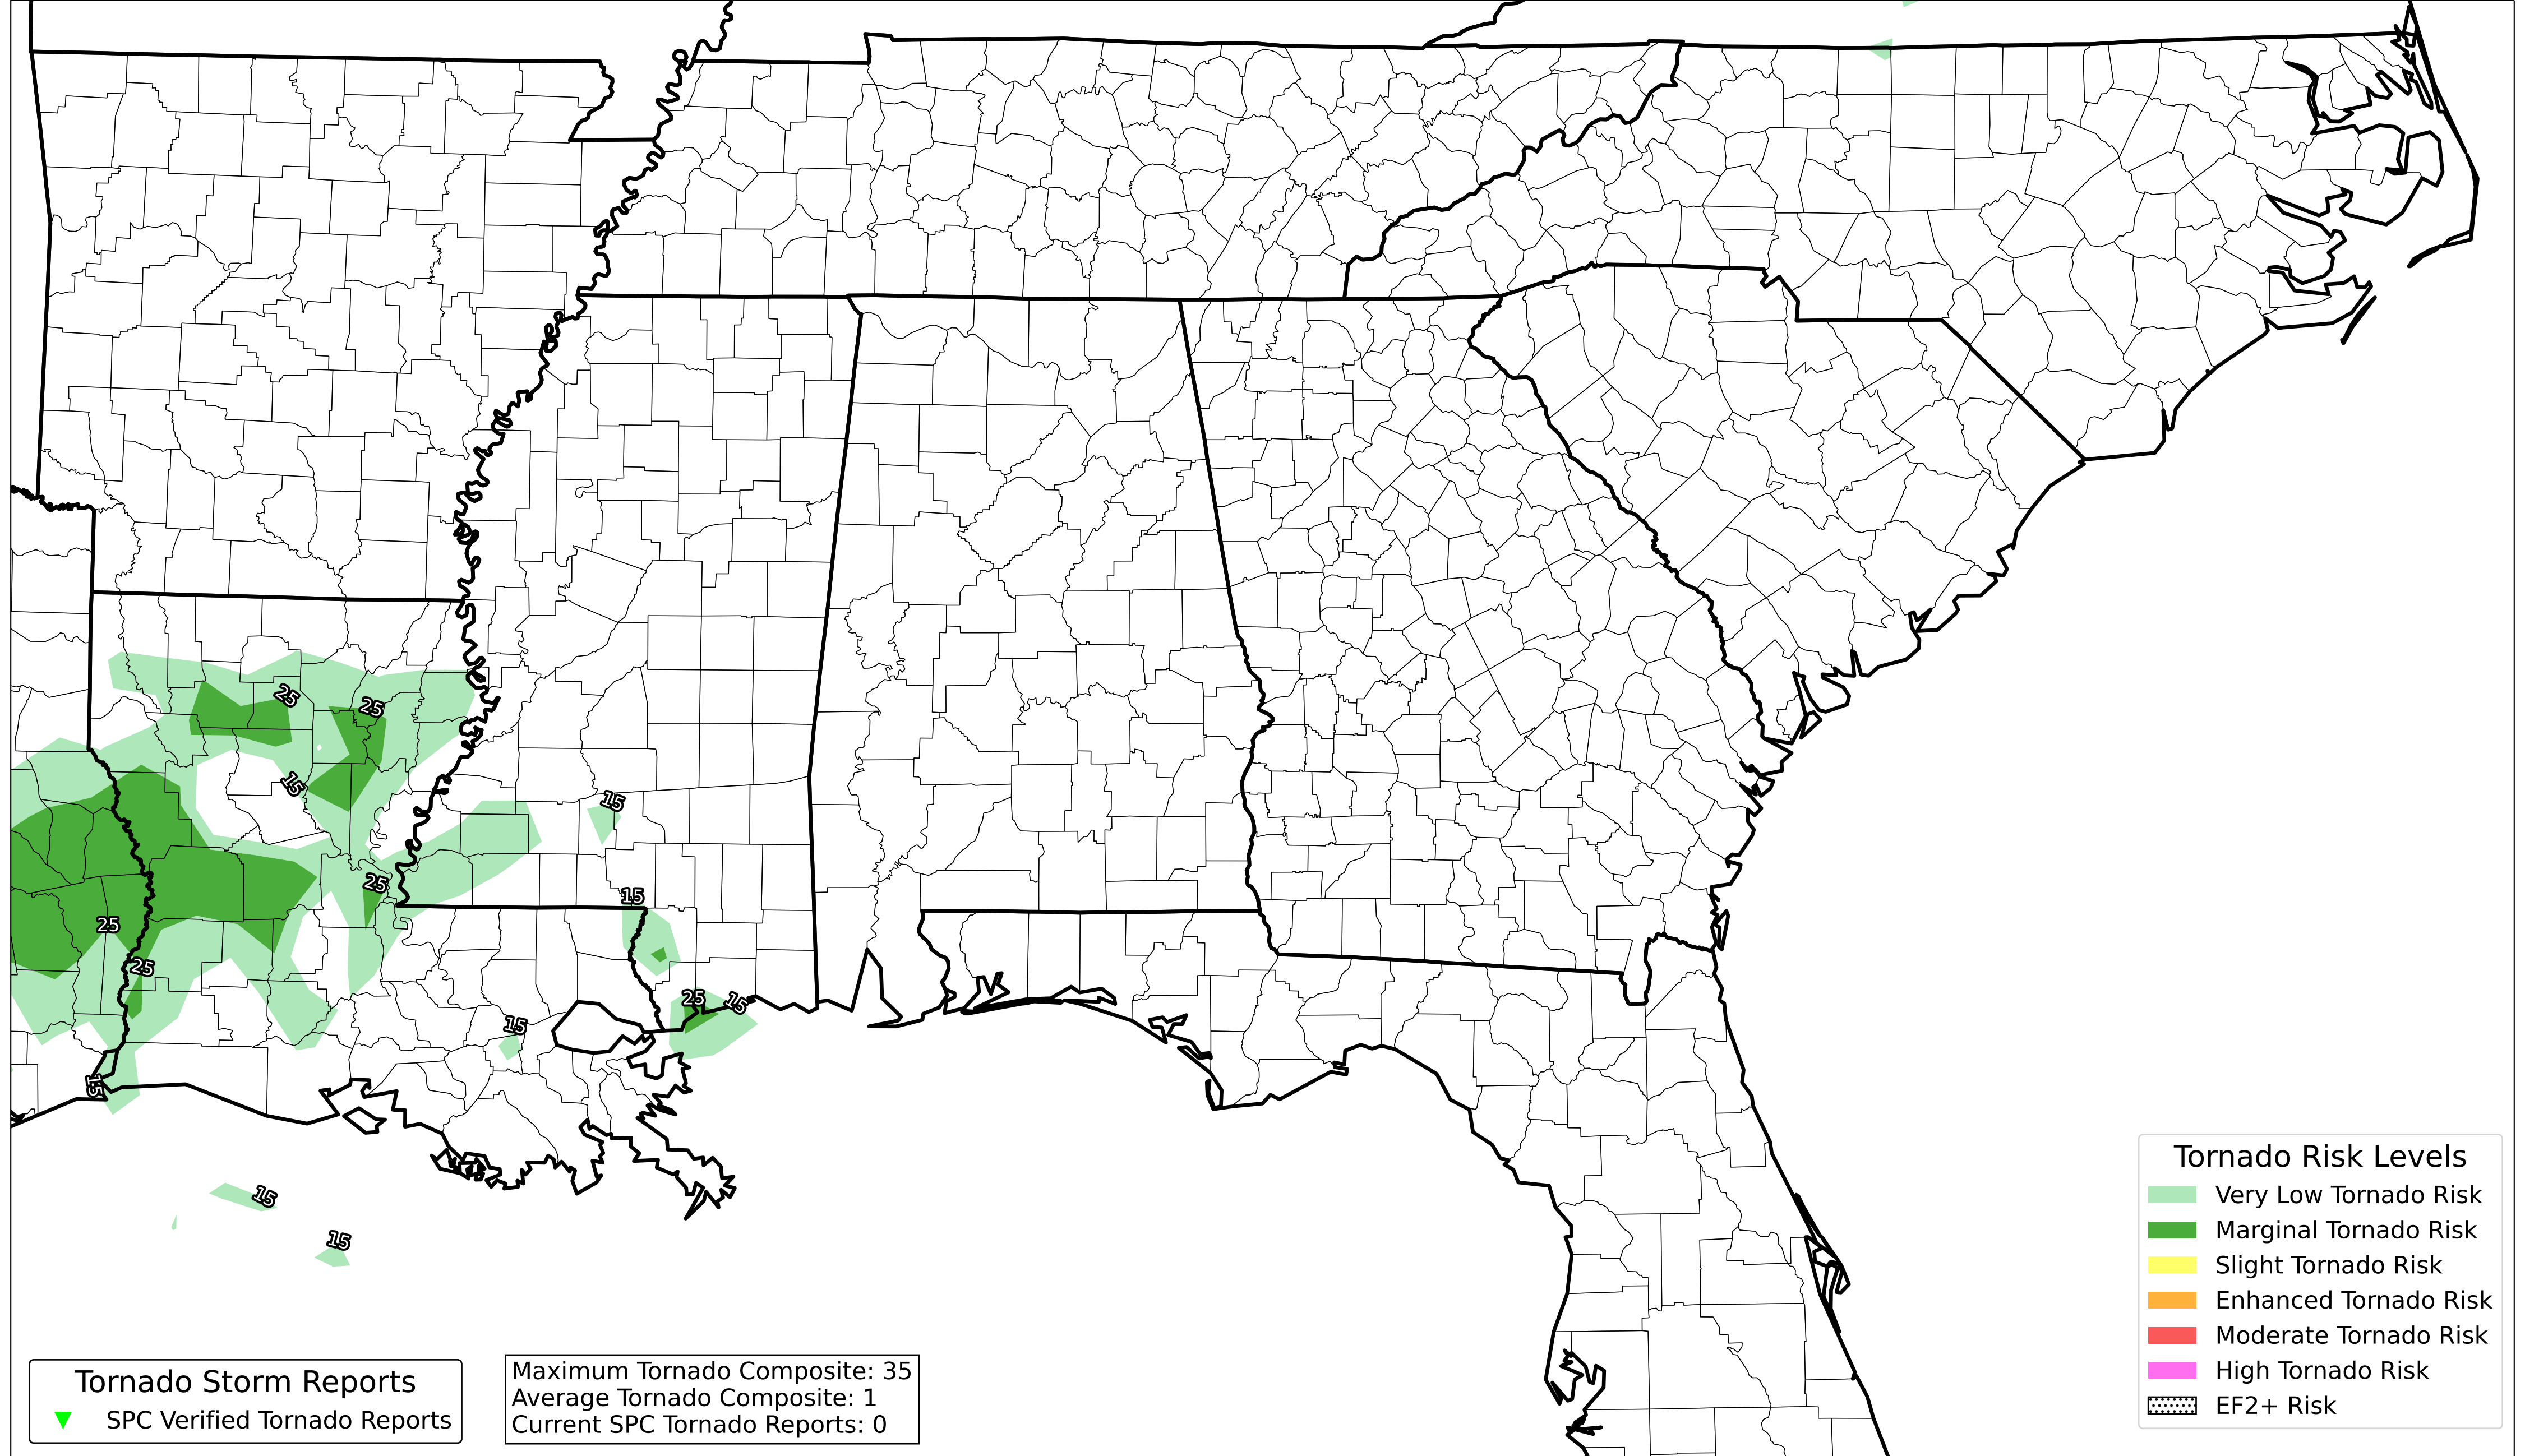 25
25
15
15
15
25
25
25
25
15
15
15
15
15
Tornado Risk Levels
Very Low Tornado Risk
Marginal Tornado Risk
Slight Tornado Risk
Enhanced Tornado Risk
Moderate Tornado Risk
High Tornado Risk
EF2+ Risk
Tornado Storm Reports
SPC Verified Tornado Reports
Maximum Tornado Composite: 35
Average Tornado Composite: 1
Current SPC Tornado Reports: 0